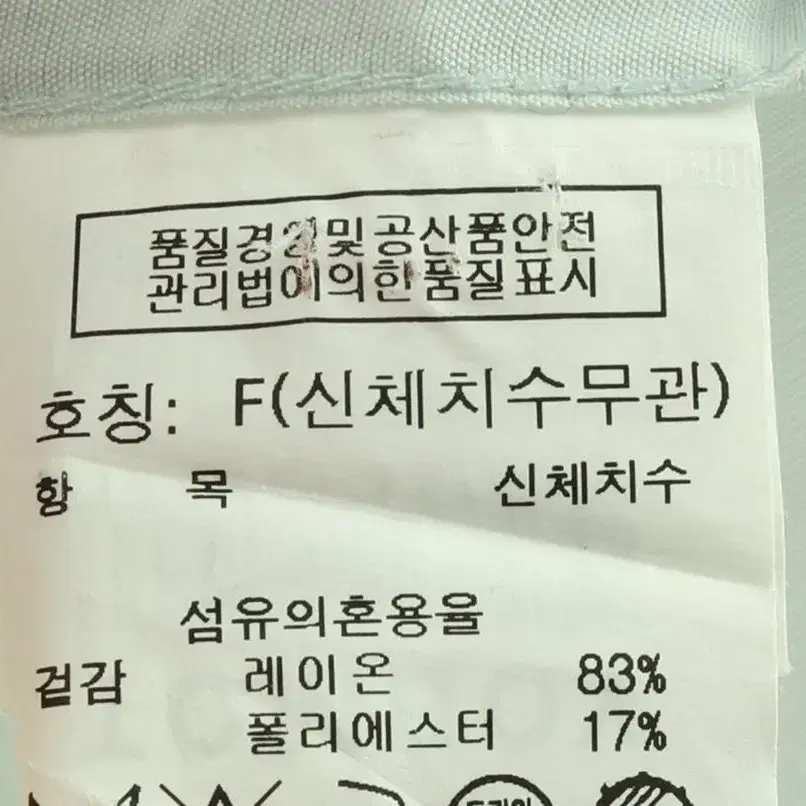 품질경영및공산품안전
관리법에의한품질표시
호칭: F(신체치수무관)
항 목 신체치수
섬유의혼용율
겉감 레이온 83%
폴리에스터 17%